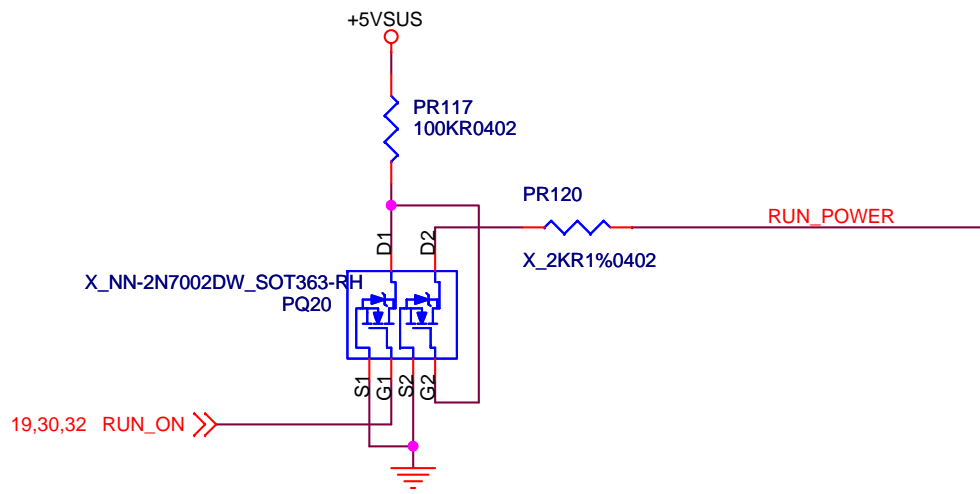 +5VSUS
PR117
100KR0402
PR120
RUN_POWER
X_2KR1%0402
D1
D2
X_NN-2N7002DW_SOT363-RH
PQ20
S1
G1
S2
G2
19,30,32 RUN_ON